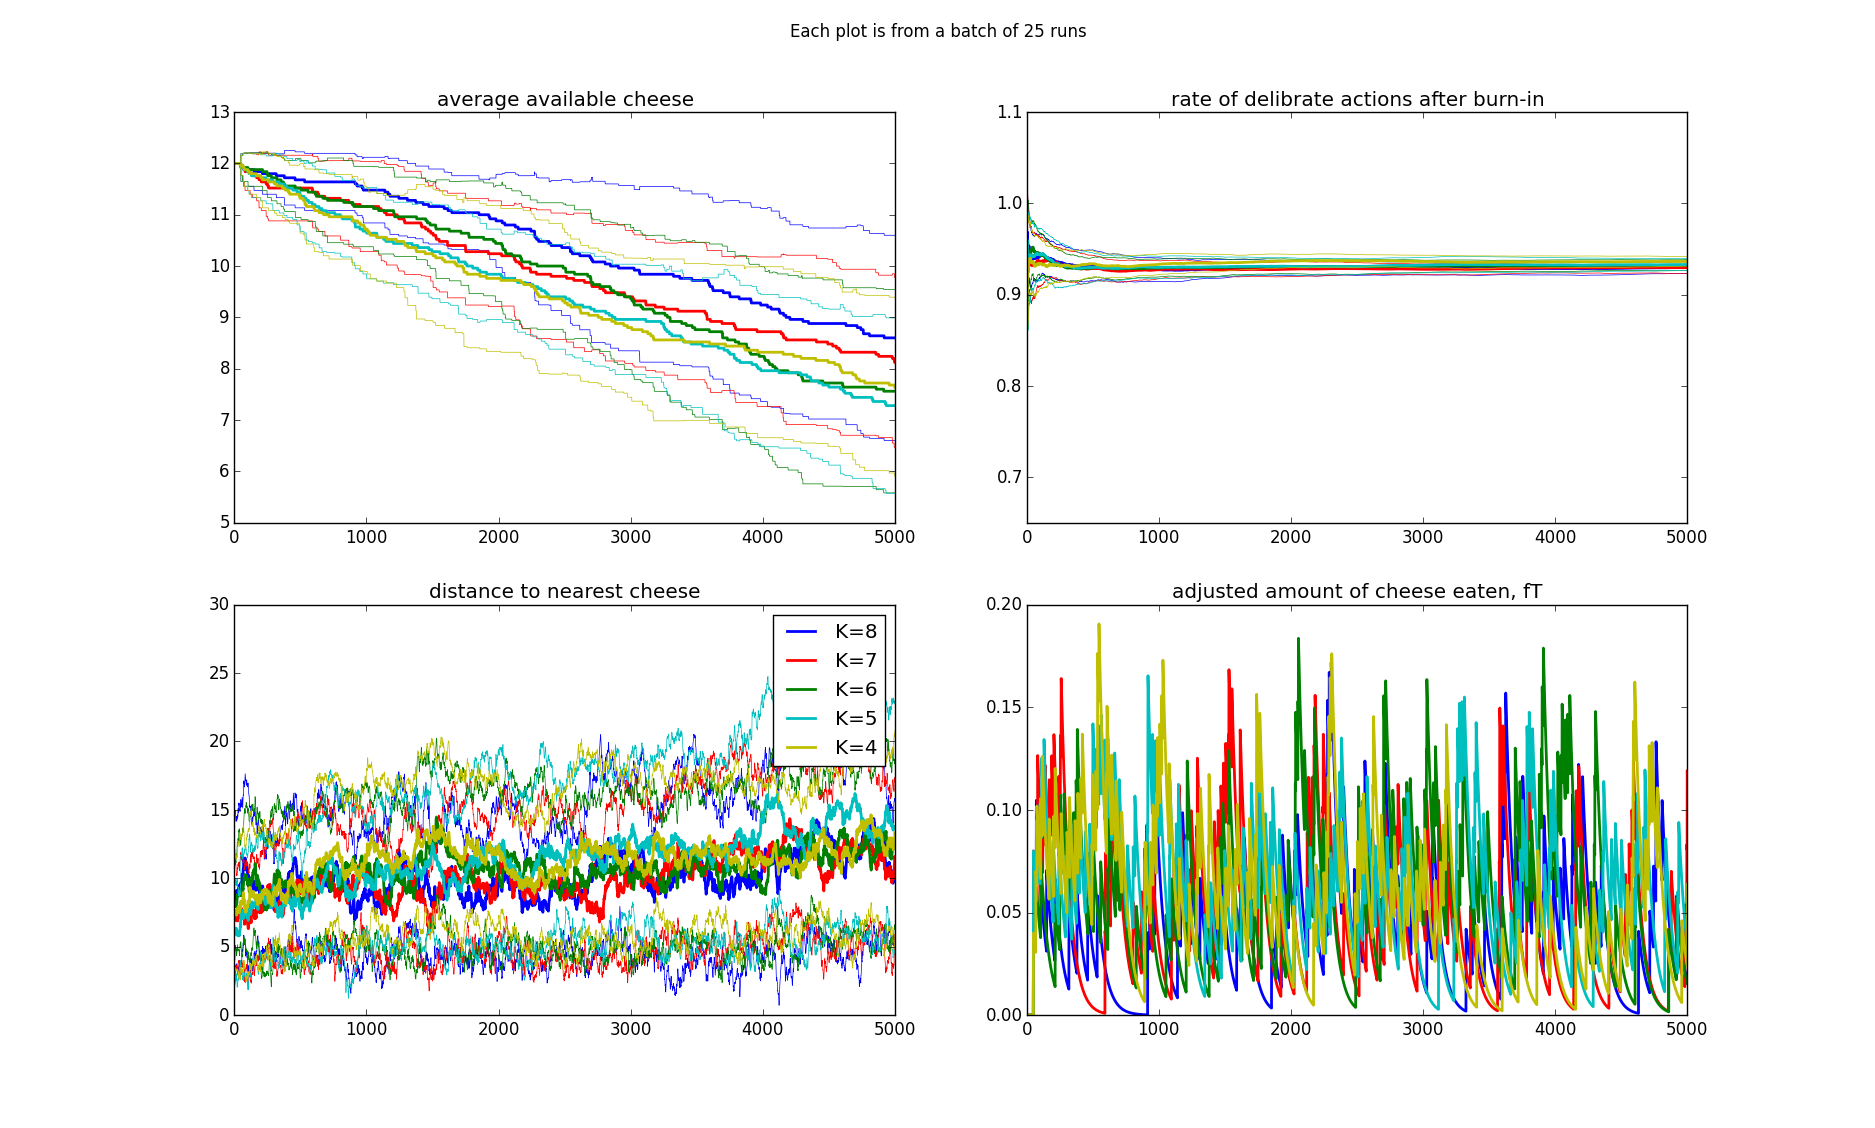 Each plot is from a batch of 25 runs
average available cheese
13
12
11
10
9
8
7
6
5
0 1000 2000 3000 4000 5000
rate of delibrate actions after burn-in
1.1
1.0
0.9
0.8
0.7
0 1000 2000 3000 4000 5000
distance to nearest cheese
30
25
20
15
10
5
0
0 1000 2000 3000 4000 5000
K=8
K=7
K=6
K=5
K=4
adjusted amount of cheese eaten, fT
0.20
0.15
0.10
0.05
0.00
0 1000 2000 3000 4000 5000